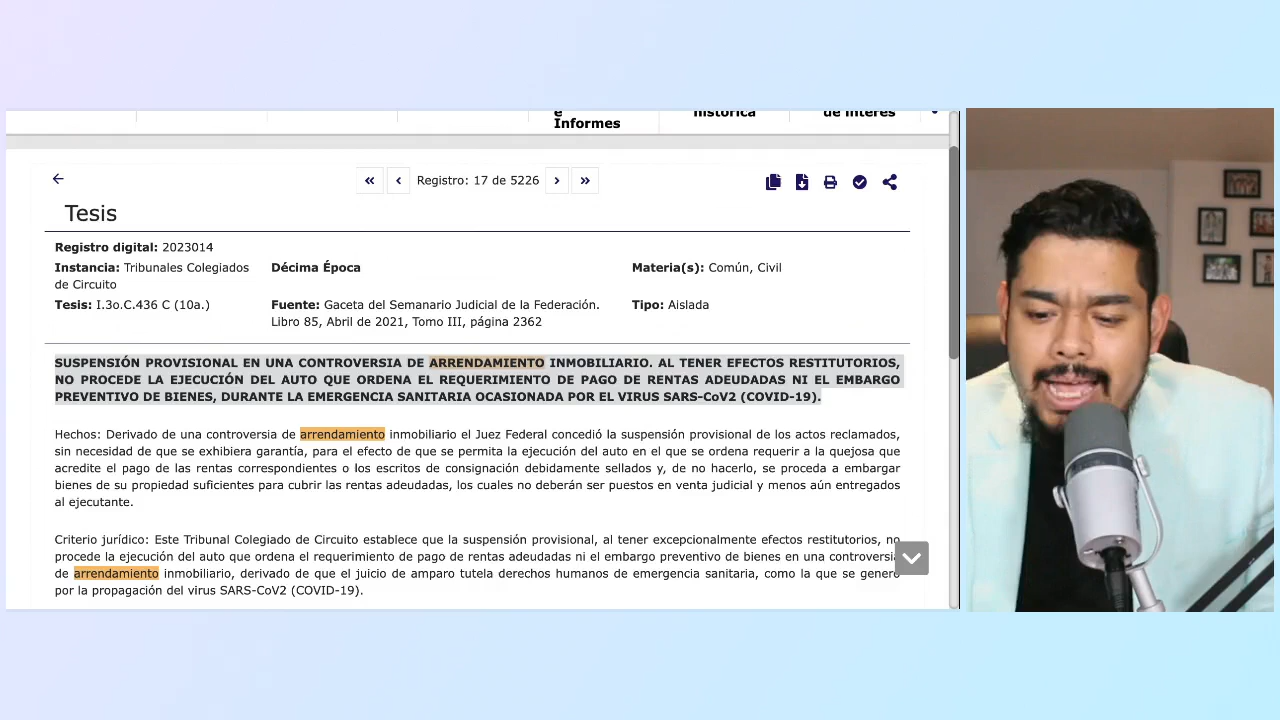 e
Informes
histórica
de interés
Registro: 17 de 5226
Tesis
Registro digital: 2023014
Instancia: Tribunales Colegiados de Circuito
Décima Época
Materia(s): Común, Civil
Tesis: I.3o.C.436 C (10a.)
Fuente: Gaceta del Semanario Judicial de la Federación.
Libro 85, Abril de 2021, Tomo III, página 2362
Tipo: Aislada
SUSPENSIÓN PROVISIONAL EN UNA CONTROVERSIA DE ARRENDAMIENTO INMOBILIARIO. AL TENER EFECTOS RESTITUTORIOS,
NO PROCEDE LA EJECUCIÓN DEL AUTO QUE ORDENA EL REQUERIMIENTO DE PAGO DE RENTAS ADEUDADAS NI EL EMBARGO
PREVENTIVO DE BIENES, DURANTE LA EMERGENCIA SANITARIA OCASIONADA POR EL VIRUS SARS-CoV2 (COVID-19).
Hechos: Derivado de una controversia de arrendamiento inmobiliario el Juez Federal concedió la suspensión provisional de los actos reclamados,
sin necesidad de que se exhibiera garantía, para el efecto de que se permita la ejecución del auto en el que se ordena requerir a la quejosa que
acredite el pago de las rentas correspondientes o los escritos de consignación debidamente sellados y, de no hacerlo, se proceda a embargar
bienes de su propiedad suficientes para cubrir las rentas adeudadas, los cuales no deberán ser puestos en venta judicial y menos aún entregados
al ejecutante.
Criterio jurídico: Este Tribunal Colegiado de Circuito establece que la suspensión provisional, al tener excepcionalmente efectos restitutorios, no
procede la ejecución del auto que ordena el requerimiento de pago de rentas adeudadas ni el embargo preventivo de bienes en una controversia
de arrendamiento inmobiliario, derivado de que el juicio de amparo tutela derechos humanos de emergencia sanitaria, como la que se generó
por la propagación del virus SARS-CoV2 (COVID-19).